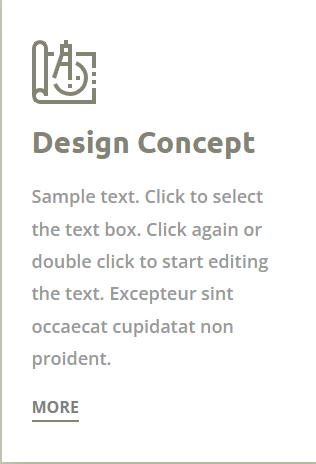 Design Concept
Sample text. Click to select
the text box. Click again or
double click to start editing
the text. Excepteur sint
occaecat cupidatat non
proident.
MORE